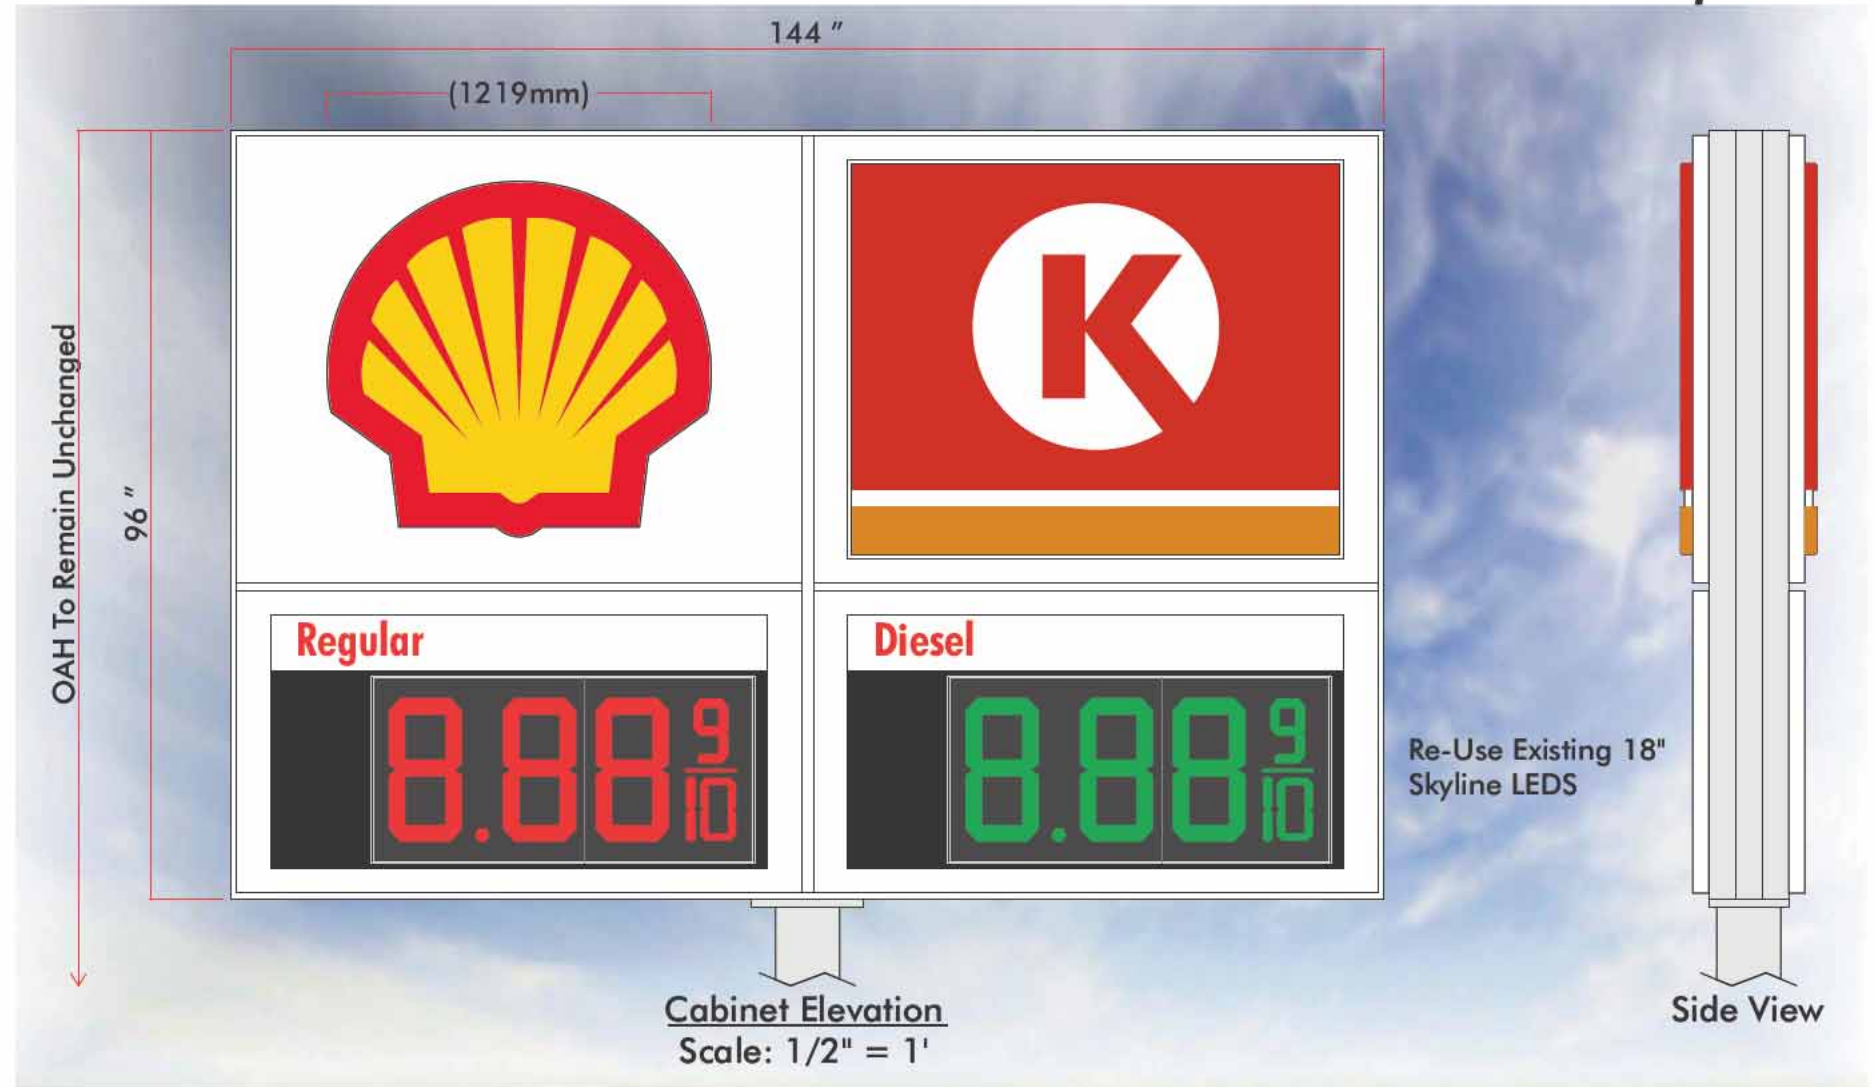 144 "
(1219mm)
OAH To Remain Unchanged
96 "
K
Regular
Diesel
8.88 9/10
8.88 9/10
Re-Use Existing 18"
Skyline LEDS
Cabinet Elevation
Scale: 1/2" = 1'
Side View